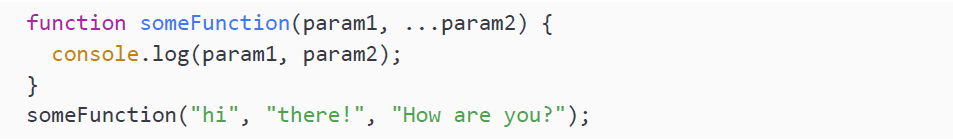 function someFunction(param1, ...param2) {
  console.log(param1, param2);
}
someFunction("hi", "there!", "How are you?");